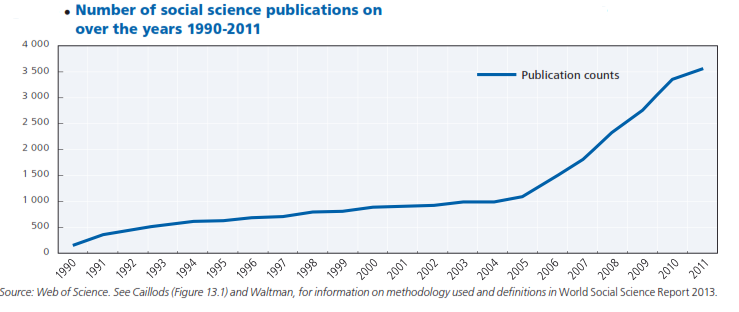 • Number of social science publications on
over the years 1990-2011
4 000
3 500
3 000
2 500
2 000
1 500
1 000
500
0
Publication counts
1990 1991 1992 1993 1994 1995 1996 1997 1998 1999 2000 2001 2002 2003 2004 2005 2006 2007 2008 2009 2010 2011
Source: Web of Science. See Caillods (Figure 13.1) and Waltman, for information on methodology used and definitions in World Social Science Report 2013.